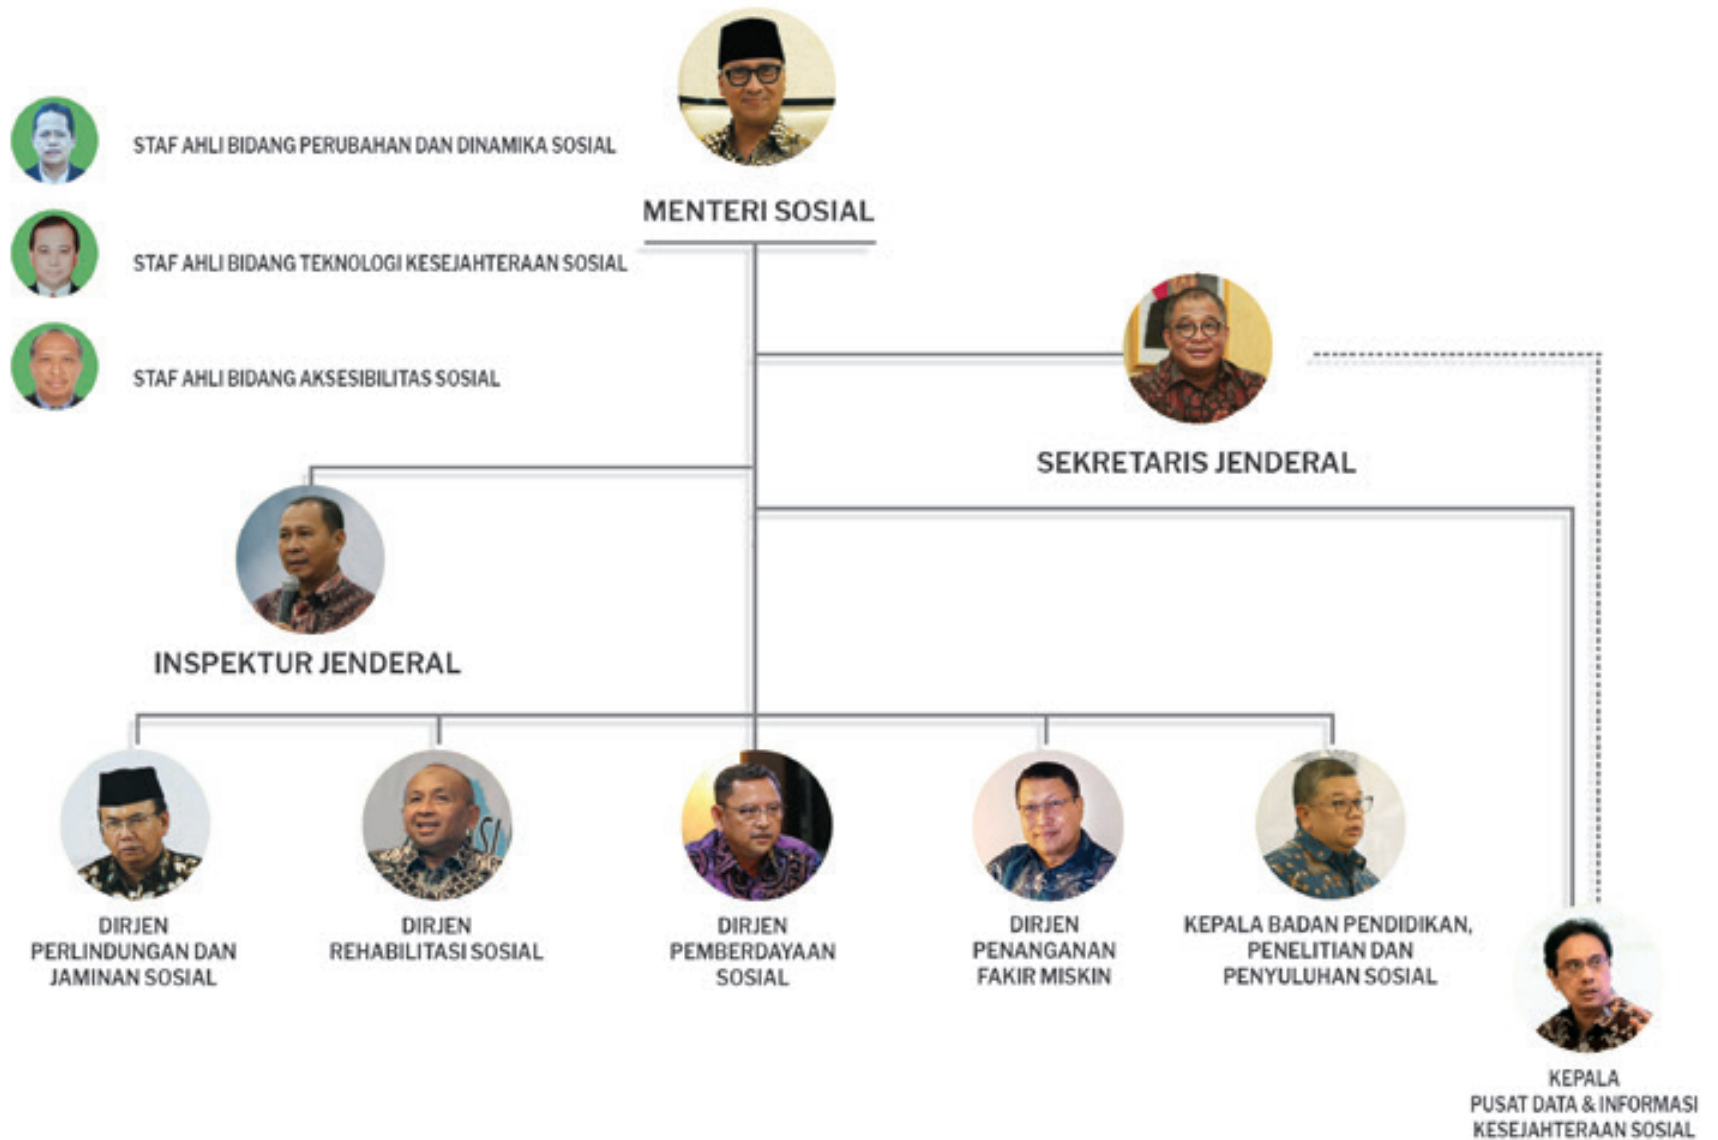 STAF AHLI BIDANG PERUBAHAN DAN DINAMIKA SOSIAL
MENTERI SOSIAL
STAF AHLI BIDANG TEKNOLOGI KESEJAHTERAAN SOSIAL
STAF AHLI BIDANG AKSESIBILITAS SOSIAL
SEKRETARIS JENDERAL
INSPEKTUR JENDERAL
DIRJEN
PERLINDUNGAN DAN
JAMINAN SOSIAL
DIRJEN
REHABILITASI SOSIAL
DIRJEN
PEMBERDAYAAN
SOSIAL
DIRJEN
PENANGANAN
FAKIR MISKIN
KEPALA BADAN PENDIDIKAN,
PENELITIAN DAN
PENYULUHAN SOSIAL
KEPALA
PUSAT DATA & INFORMASI
KESEJAHTERAAN SOSIAL